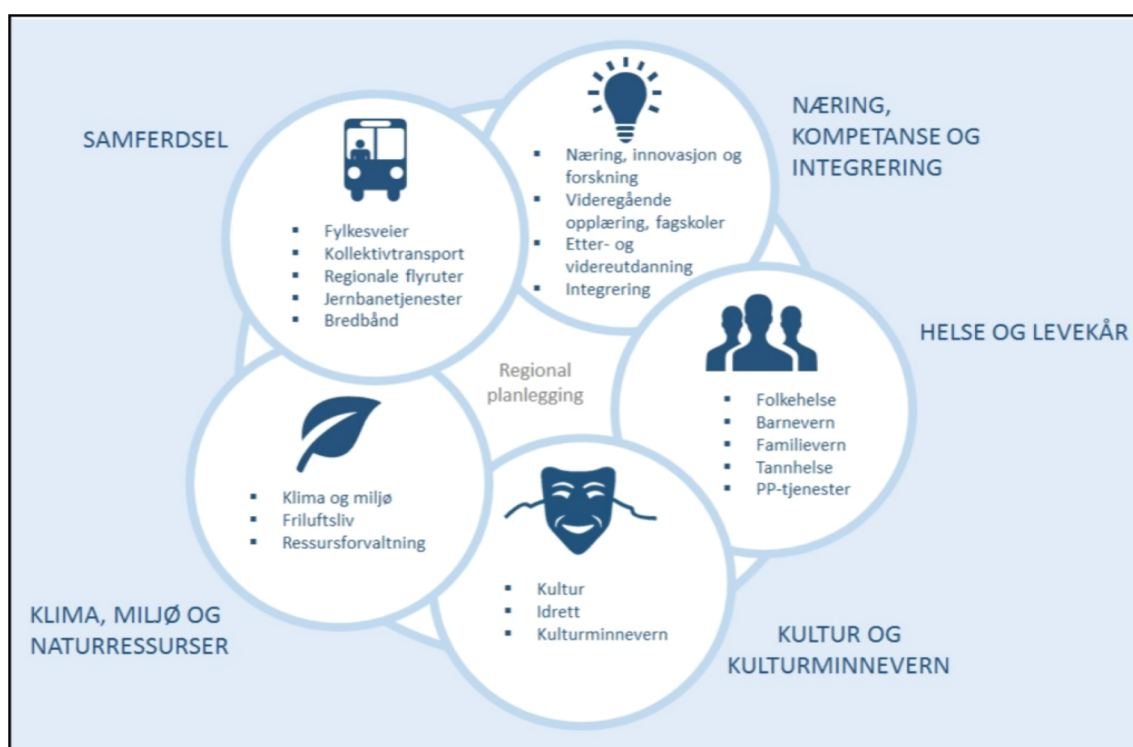 SAMFERDSEL
▪ Fylkesveier
▪ Kollektivtransport
▪ Regionale flyruter
▪ Jernbanetjenester
▪ Bredbånd
NÆRING,
KOMPETANSE OG
INTEGRERING
▪ Næring, innovasjon og
forskning
▪ Videregående
opplæring, fagskoler
▪ Etter- og
videreutdanning
▪ Integrering
HELSE OG LEVEKÅR
▪ Folkehelse
▪ Barnevern
▪ Familievern
▪ Tannhelse
▪ PP-tjenester
Regional
planlegging
▪ Klima og miljø
▪ Friluftsliv
▪ Ressursforvaltning
KLIMA, MILJØ OG
NATURRESSURSER
▪ Kultur
▪ Idrett
▪ Kulturminnevern
KULTUR OG
KULTURMINNEVERN